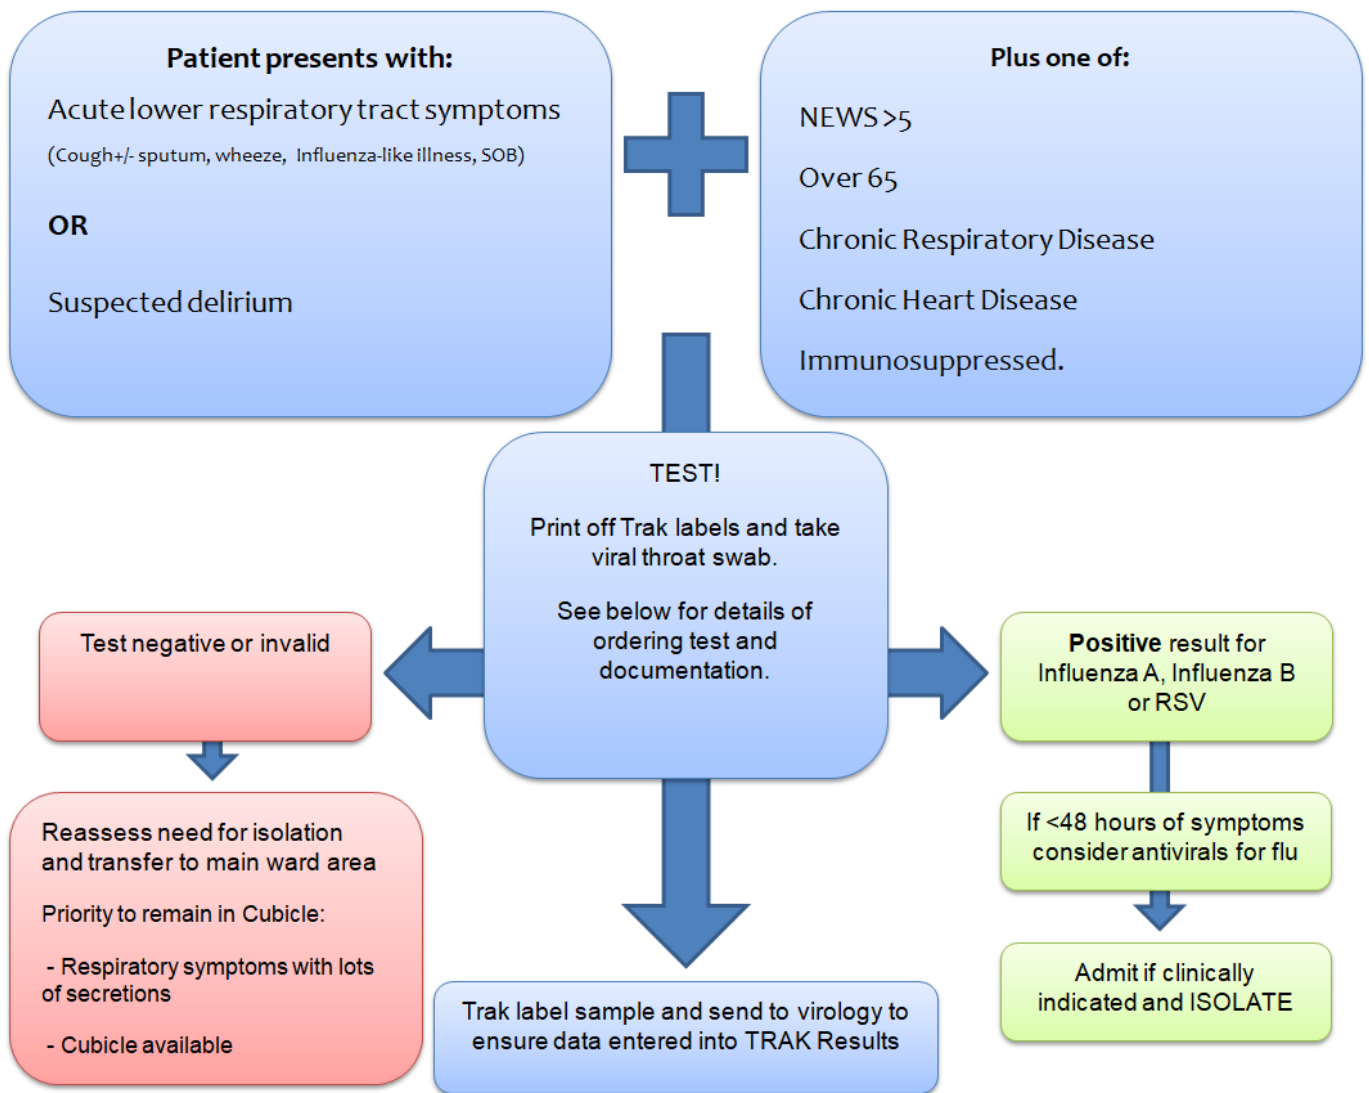 Patient presents with:
Acute lower respiratory tract symptoms
(Cough+/- sputum, wheeze, Influenza-like illness, SOB)
OR
Suspected delirium
Plus one of:
NEWS >5
Over 65
Chronic Respiratory Disease
Chronic Heart Disease
Immunosuppressed.
TEST!
Print off Trak labels and take
viral throat swab.
See below for details of
ordering test and
documentation.
Test negative or invalid
Reassess need for isolation
and transfer to main ward area
Priority to remain in Cubicle:
- Respiratory symptoms with lots
of secretions
- Cubicle available
Trak label sample and send to virology to
ensure data entered into TRAK Results
Positive result for
Influenza A, Influenza B
or RSV
If <48 hours of symptoms
consider antivirals for flu
Admit if clinically
indicated and ISOLATE